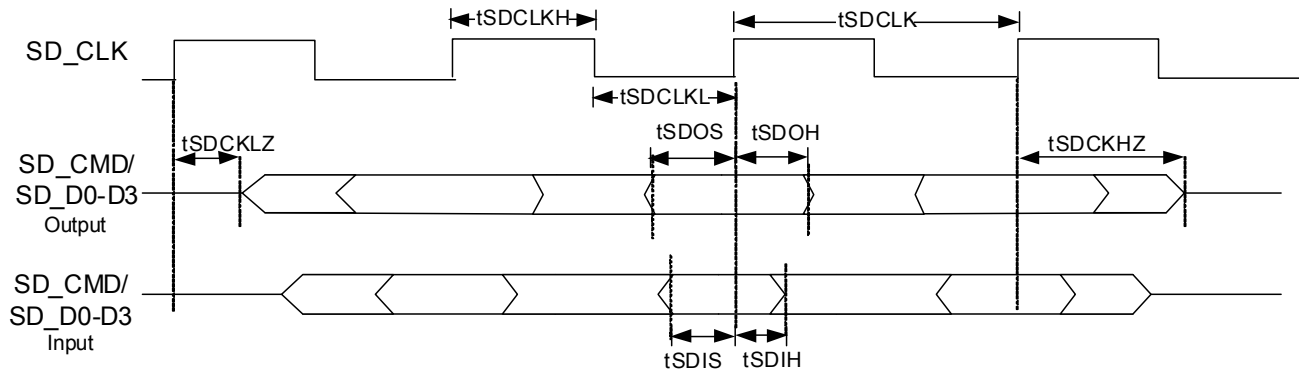 tSDCLKH
tSDCLK
SD_CLK
tSDCLKL
tSDCKLZ
tSDOS
tSDOH
tSDCKHZ
SD_CMD/
SD_D0-D3
Output
SD_CMD/
SD_D0-D3
Input
tSDIS
tSDIH